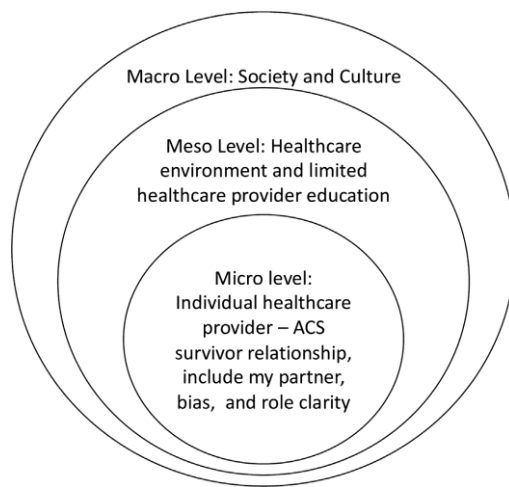 Macro Level: Society and Culture
Meso Level: Healthcare
environment and limited
healthcare provider education
Micro level:
Individual healthcare
provider – ACS
survivor relationship,
include my partner,
bias,  and role clarity